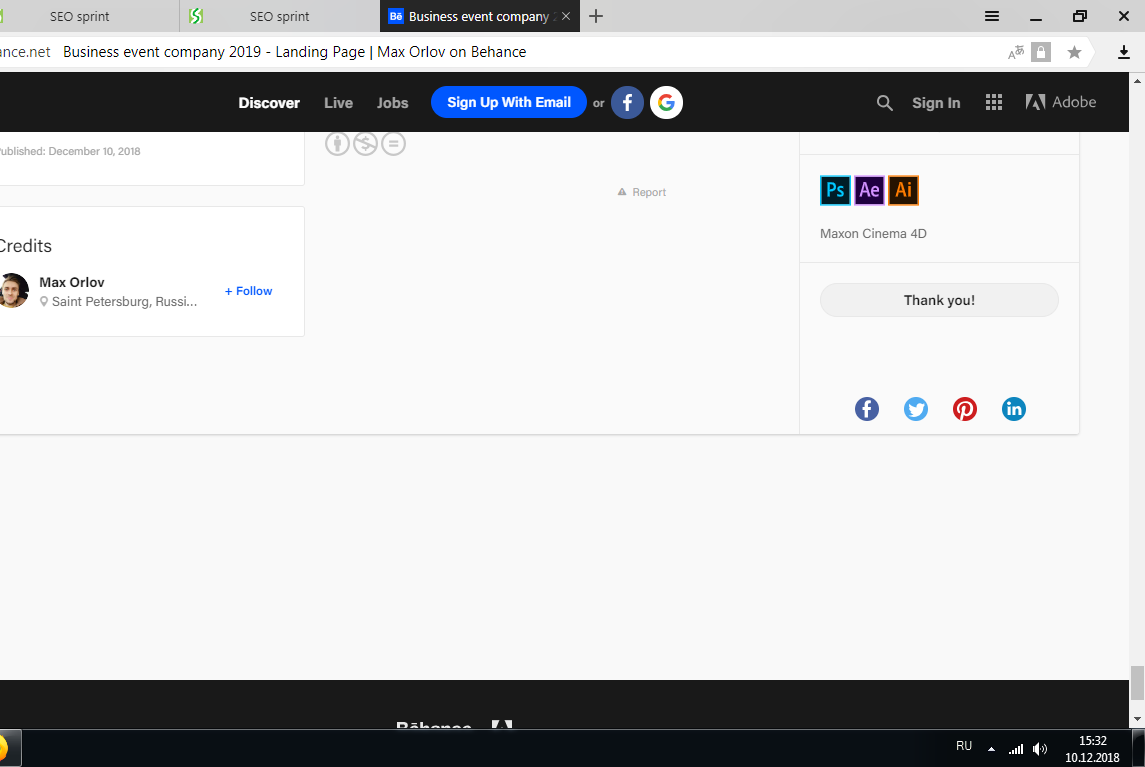 SEO sprint
SEO sprint
Bē Business event company 2
ance.net Business event company 2019 - Landing Page | Max Orlov on Behance
Discover Live Jobs Sign Up With Email or Sign In Adobe
ublished: December 10, 2018
Report
Ps Ae Ai
Maxon Cinema 4D
Credits
Max Orlov
Saint Petersburg, Russi...
+ Follow
Thank you!
Bēhance
RU
15:32
10.12.2018